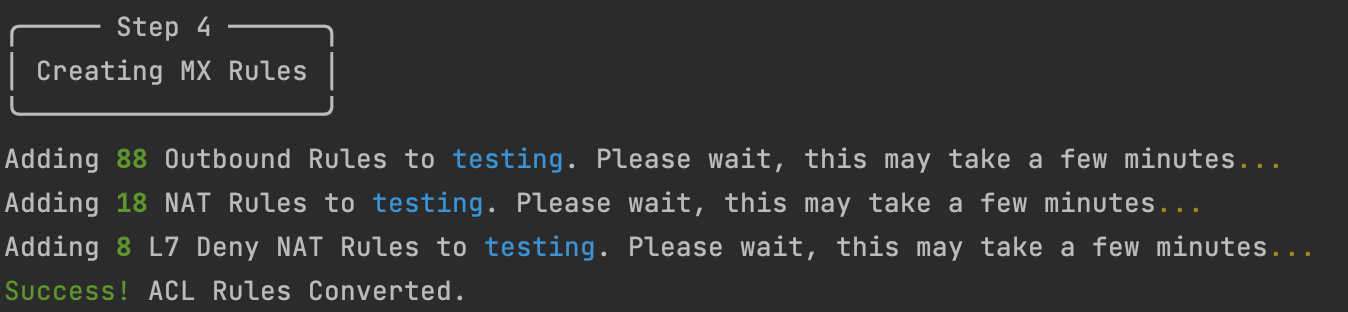 Step 4
Creating MX Rules
Adding 88 Outbound Rules to testing. Please wait, this may take a few minutes...
Adding 18 NAT Rules to testing. Please wait, this may take a few minutes...
Adding 8 L7 Deny NAT Rules to testing. Please wait, this may take a few minutes...
Success! ACL Rules Converted.